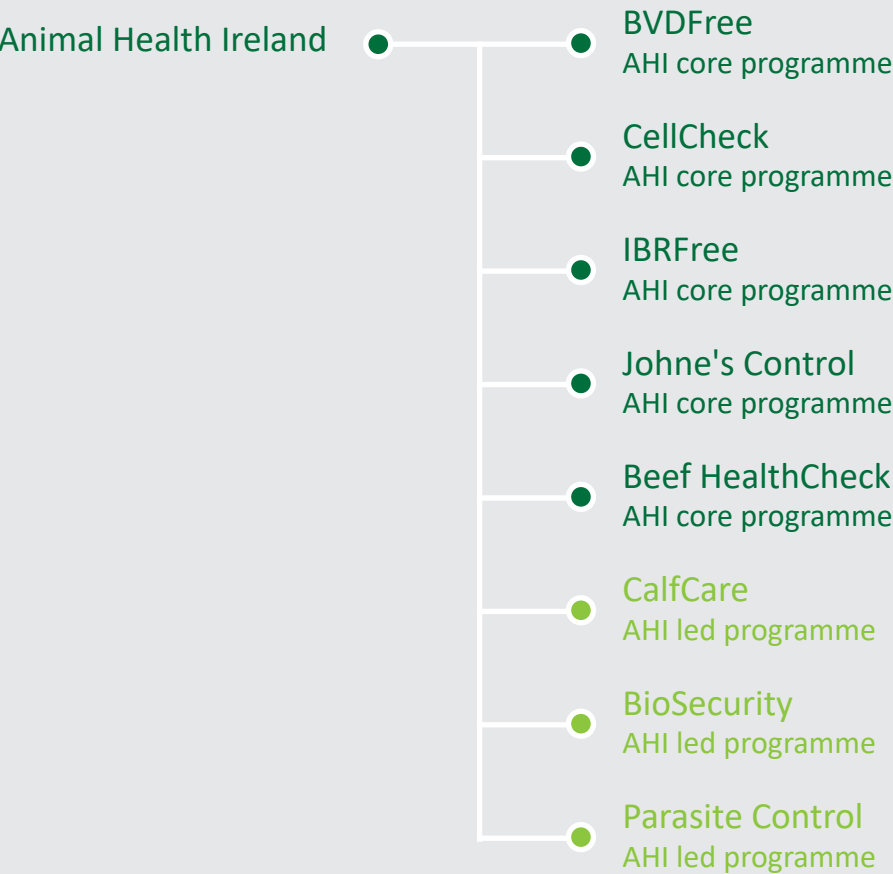 Animal Health Ireland
BVDFree
AHI core programme
CellCheck
AHI core programme
IBRFree
AHI core programme
Johne's Control
AHI core programme
Beef HealthCheck
AHI core programme
CalfCare
AHI led programme
BioSecurity
AHI led programme
Parasite Control
AHI led programme